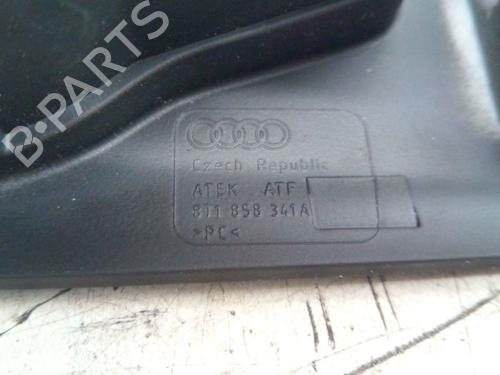 B-PARTS
Czech Republic
ATEK ATF
8T1 858 341A
>PC<